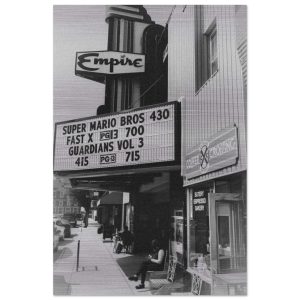 Empire
SUPER MARIO BROS 430
FAST X PG13 700
GUARDIANS VOL 3
415 PG13 715